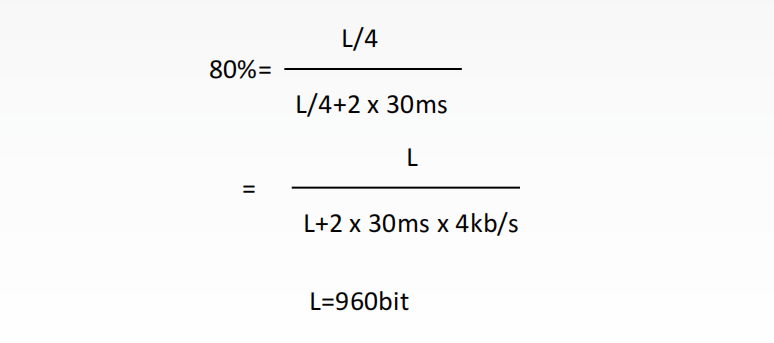 L/4
80%=
L/4+2 x 30ms
L
=
L+2 x 30ms x 4kb/s
L=960bit